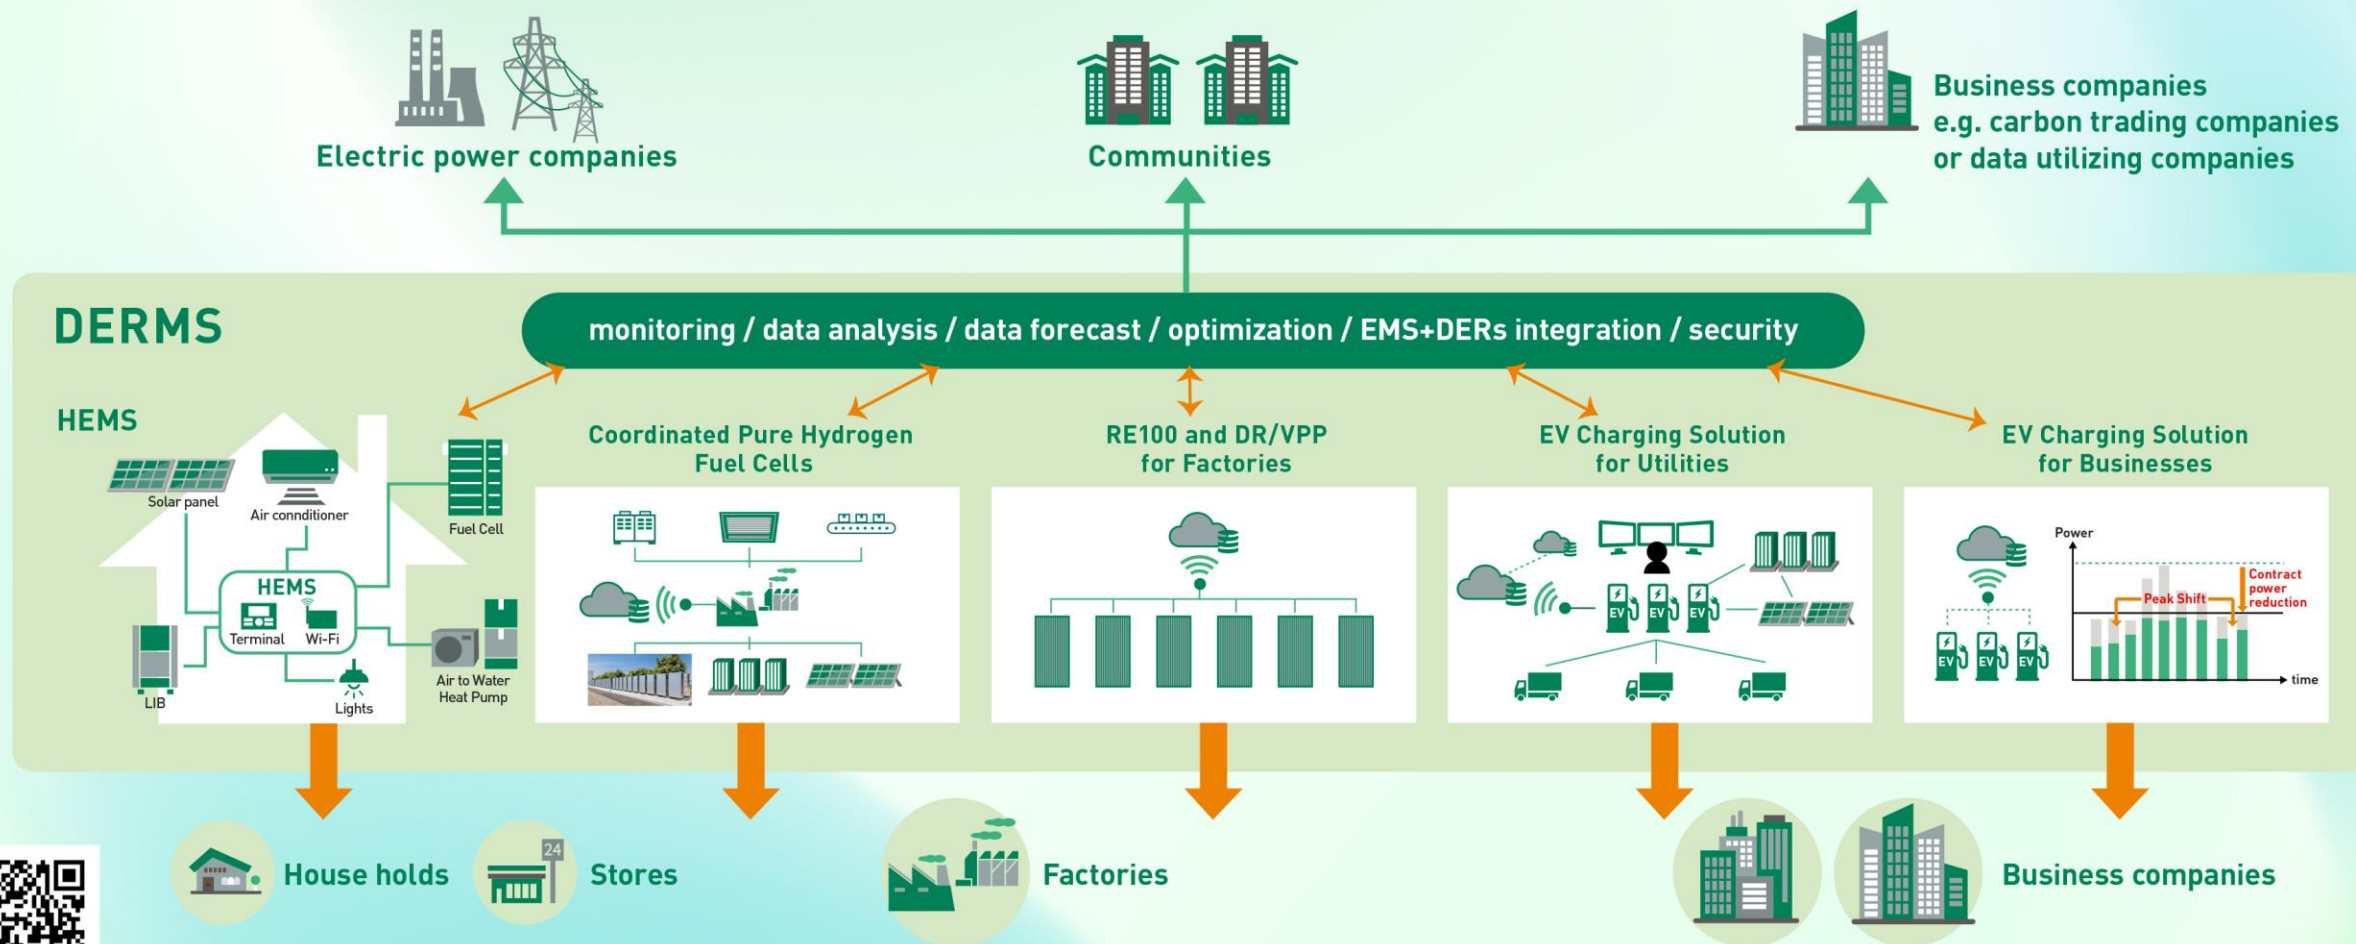 Electric power companies
Communities
Business companies
e.g. carbon trading companies
or data utilizing companies
DERMS
monitoring / data analysis / data forecast / optimization / EMS+DERs integration / security
HEMS
Solar panel
Air connditioner
Fuel Cell
HEMS
Terminal
Wi-Fi
LIB
Lights
Air to Water
Heat Pump
Coordinated Pure Hydrogen
Fuel Cells
RE100 and DR/VPP
for Factories
EV Charging Solution
for Utilities
EV
EV
EV
EV Charging Solution
for Businesses
EV
EV
EV
Power
Peak Shift
Contract
power
reduction
time
House holds
24
Stores
Factories
Business companies